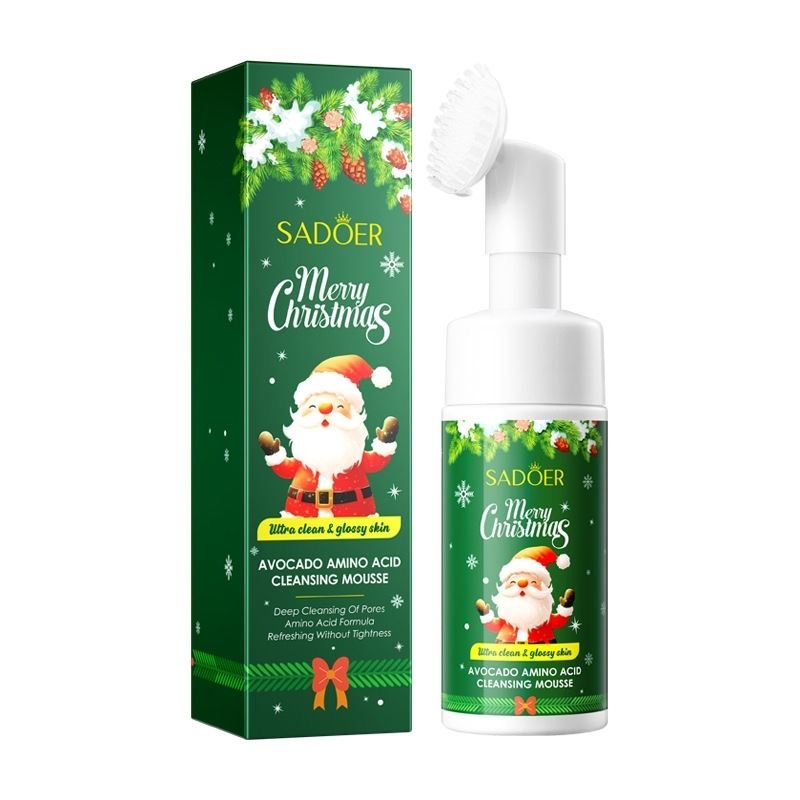 SADOER
Merry
Christmas
Ultra clean & glossy skin
AVOCADO AMINO ACID
CLEANSING MOUSSE
Deep Cleansing Of Pores
Amino Acid Formula
Refreshing Without Tightness
SADOER
Merry
Christmas
Ultra clean & glossy skin
AVOCADO AMINO ACID
CLEANSING MOUSSE